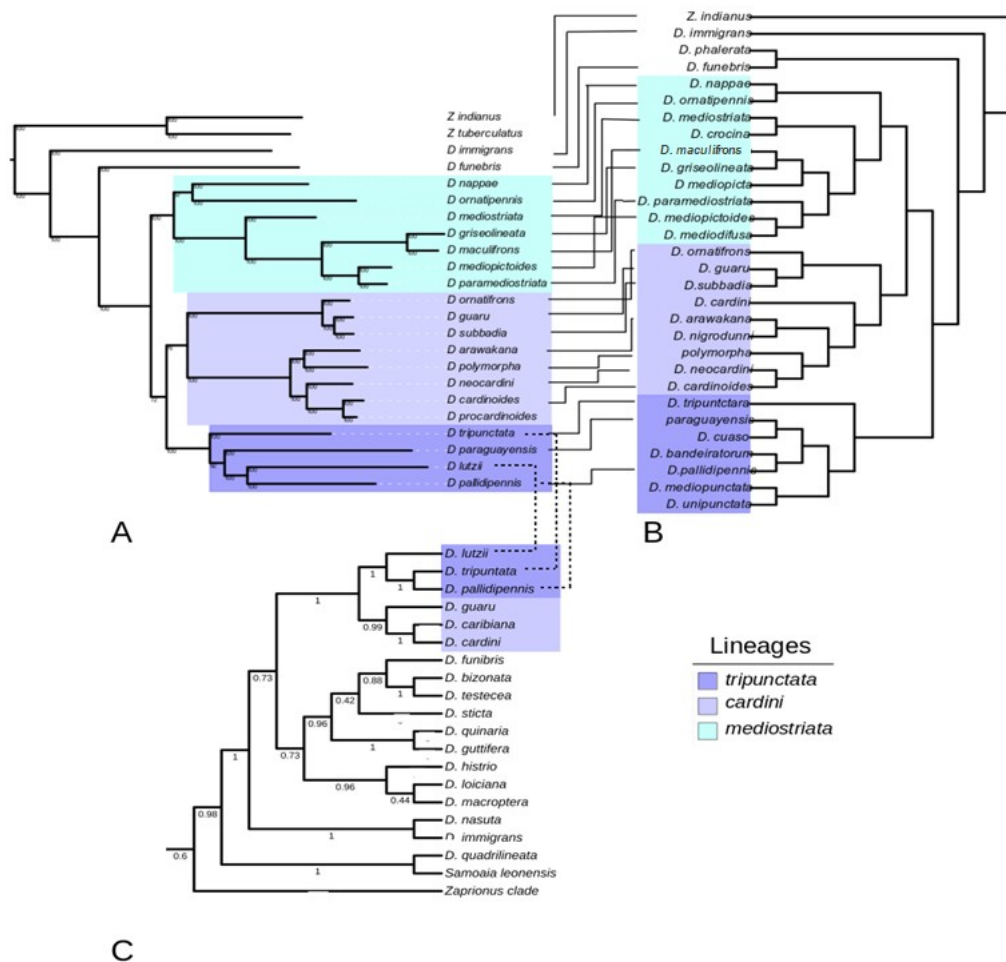 Z indianus
Z tuberculatus
D immigrans
D funebris
D nappae
D ornatipennis
D mediostriata
D griseolineata
D maculifrons
D mediopictoides
D paramediostriata
D ornatifrons
D guaru
D subbadia
D arawakana
D polymorpha
D neocardini
D cardinoides
D procardinoides
D tripunctata
D paraguayensis
D lutzii
D pallidipennis
A
Z. indianus
D. immigrans
D. phalerata
D. funebris
D. nappae
D. ornatipennis
D. mediostriata
D. crocina
D. maculifrons
D. griseolineata
D mediopicta
D. paramediostriata
D. mediopictoides
D. mediodifusa
D. ornatifrons
D. guaru
D.subbadia
D. cardini
D. arawakana
D. nigrodunni
polymorpha
D. neocardini
D. cardinoides
D. tripuntctara
paraguayensis
D. cuaso
D. bandeiratorum
D.pallidipennis
D. mediopunctata
D. unipunctata
B
D. lutzii
D. tripuntata
D. pallidipennis
D. guaru
D. caribiana
D. cardini
D. funibris
D. bizonata
D. testecea
D. sticta
D. quinaria
D. guttifera
D. histrio
D. loiciana
D. macroptera
D. nasuta
D. immigrans
D. quadrilineata
Samoaia leonensis
Zaprionus clade
1
1
1
0.99
1
0.73
0.88
1
0.42
0.96
1
0.73
0.96
0.44
1
1
0.98
1
0.6
C
Lineages
tripunctata
cardini
mediostriata